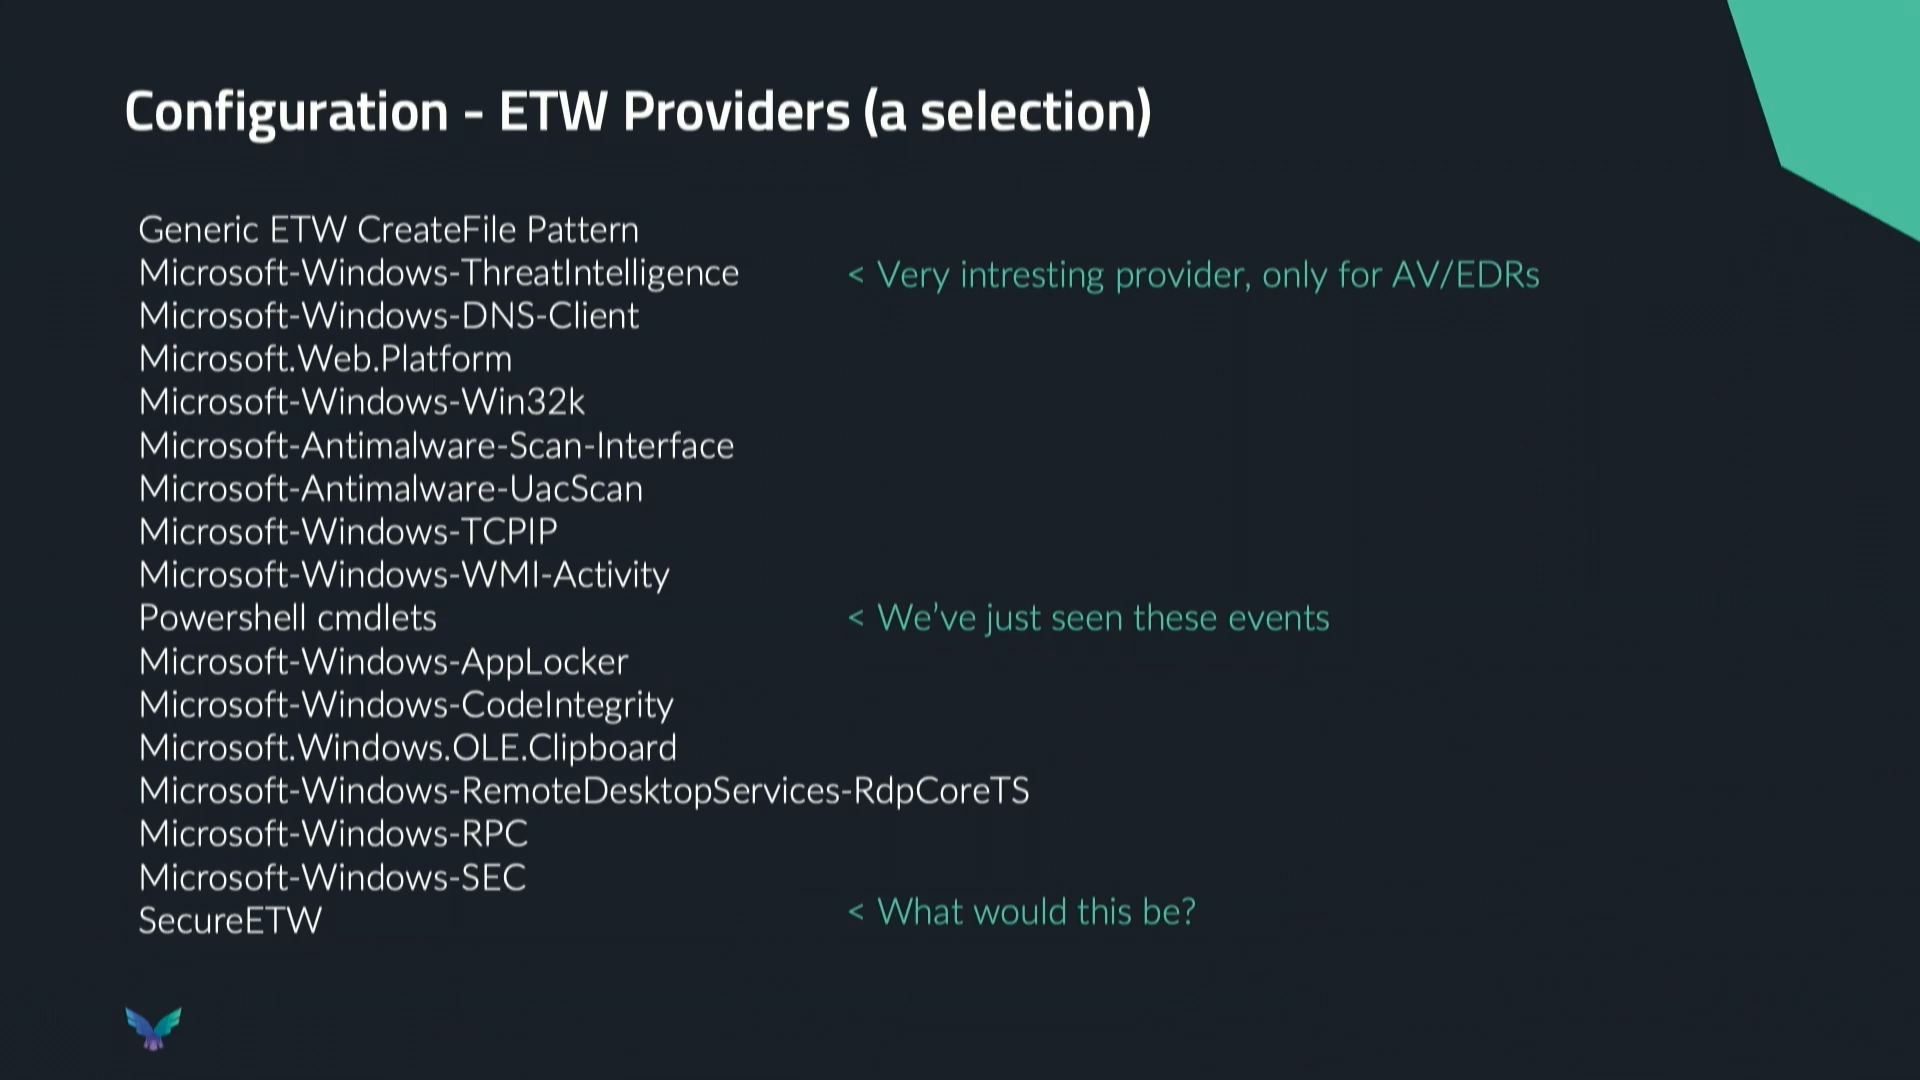 Configuration - ETW Providers (a selection)
Generic ETW CreateFile Pattern
Microsoft-Windows-ThreatIntelligence < Very intresting provider, only for AV/EDRs
Microsoft-Windows-DNS-Client
Microsoft.Web.Platform
Microsoft-Windows-Win32k
Microsoft-Antimalware-Scan-Interface
Microsoft-Antimalware-UacScan
Microsoft-Windows-TCPIP
Microsoft-Windows-WMI-Activity
Powershell cmdlets < We’ve just seen these events
Microsoft-Windows-AppLocker
Microsoft-Windows-CodeIntegrity
Microsoft.Windows.OLE.Clipboard
Microsoft-Windows-RemoteDesktopServices-RdpCoreTS
Microsoft-Windows-RPC
Microsoft-Windows-SEC
SecureETW < What would this be?